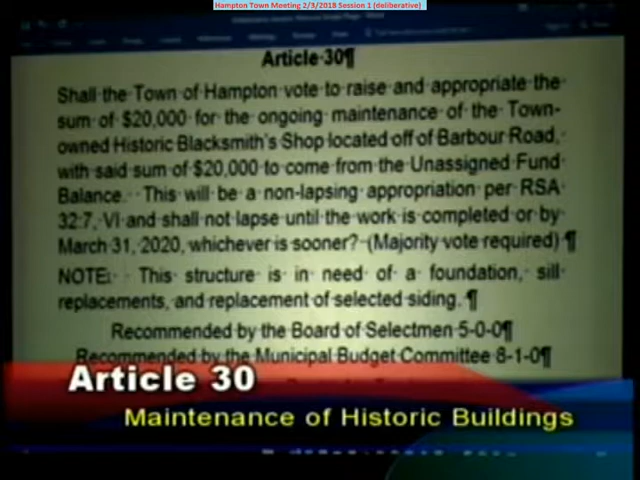 Hampton Town Meeting 2/3/2018 Session 1 (deliberative)
Article·30¶
Shall the Town of Hampton vote to raise and appropriate the
sum of $20,000 for the ongoing maintenance of the Town-
owned Historic Blacksmith's Shop located off of Barbour Road,
with said sum of $20,000 to come from the Unassigned Fund
Balance. This will be a non-lapsing appropriation per RSA
32:7, VI and shall not lapse until the work is completed or by
March 31, 2020, whichever is sooner? (Majority vote required) ¶
NOTE: This structure is in need of a foundation, sill
replacements, and replacement of selected siding. ¶
Recommended by the Board of Selectmen 5-0-0¶
Recommended by the Municipal Budget Committee 8-1-0¶
Article 30
Maintenance of Historic Buildings